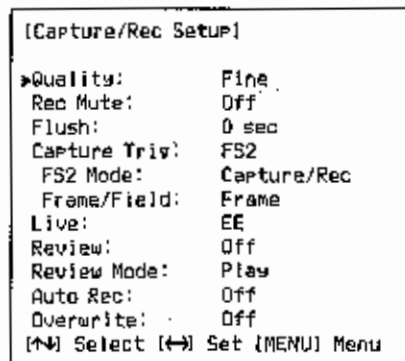 [Capture/Rec Setup]
▸Quality: Fine
Rec Mute: Off
Flush: 0 sec
Capture Trig: FS2
FS2 Mode: Capture/Rec
Frame/Field: Frame
Live: EE
Review: Off
Review Mode: Play
Auto Rec: Off
Overwrite: Off
[↑↓] Select [↔] Set [MENU] Menu